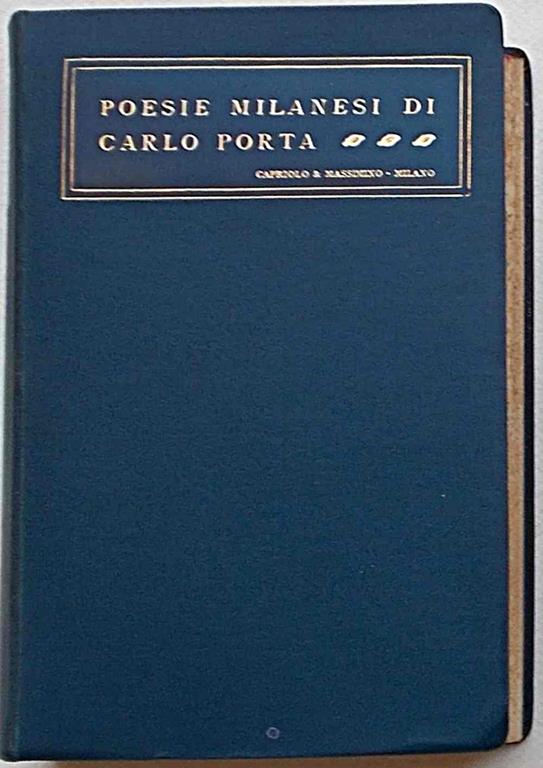 POESIE MILANESI DI
CARLO PORTA
CAPRIOLO & MASSIMINO - MILANO